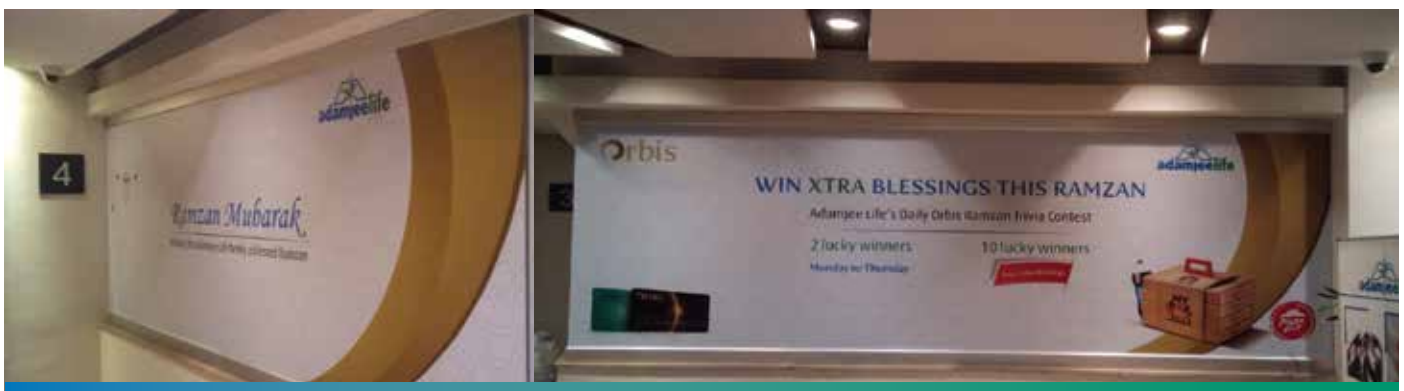 4
adamjeelife
Ramzan Mubarak
Orbis
adamjeelife
WIN XTRA BLESSINGS THIS RAMZAN
Adamjee Life's Daily Orbis Ramzan Trivia Contest
2 lucky winners
10 lucky winners
Monday to Thursday